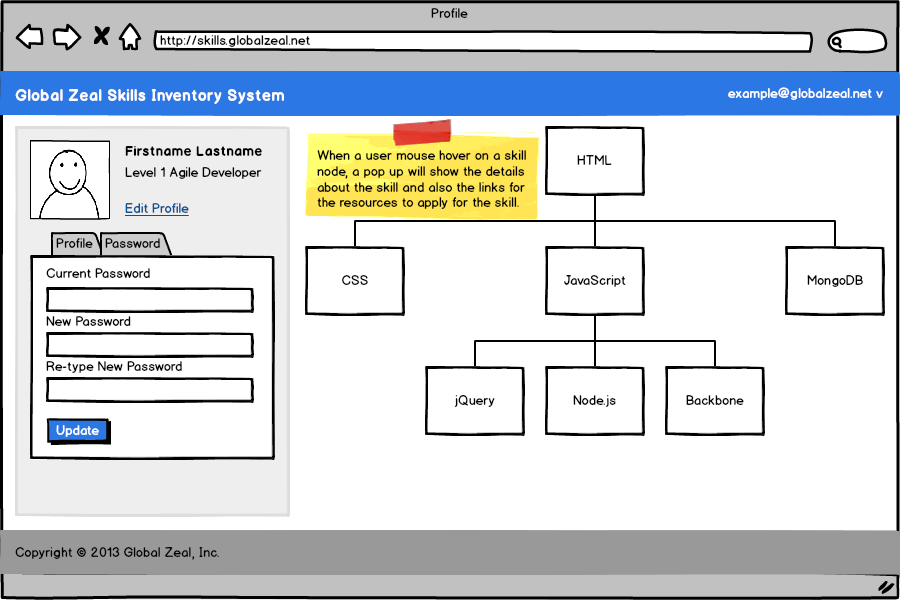 Profile
http://skills.globalzeal.net
Global Zeal Skills Inventory System
example@globalzeal.net v
Firstname Lastname
Level 1 Agile Developer
Edit Profile
Profile
Password
Current Password
New Password
Re-type New Password
Update
When a user mouse hover on a skill
node, a pop up will show the details
about the skill and also the links for
the resources to apply for the skill.
HTML
CSS
JavaScript
MongoDB
jQuery
Node.js
Backbone
Copyright © 2013 Global Zeal, Inc.